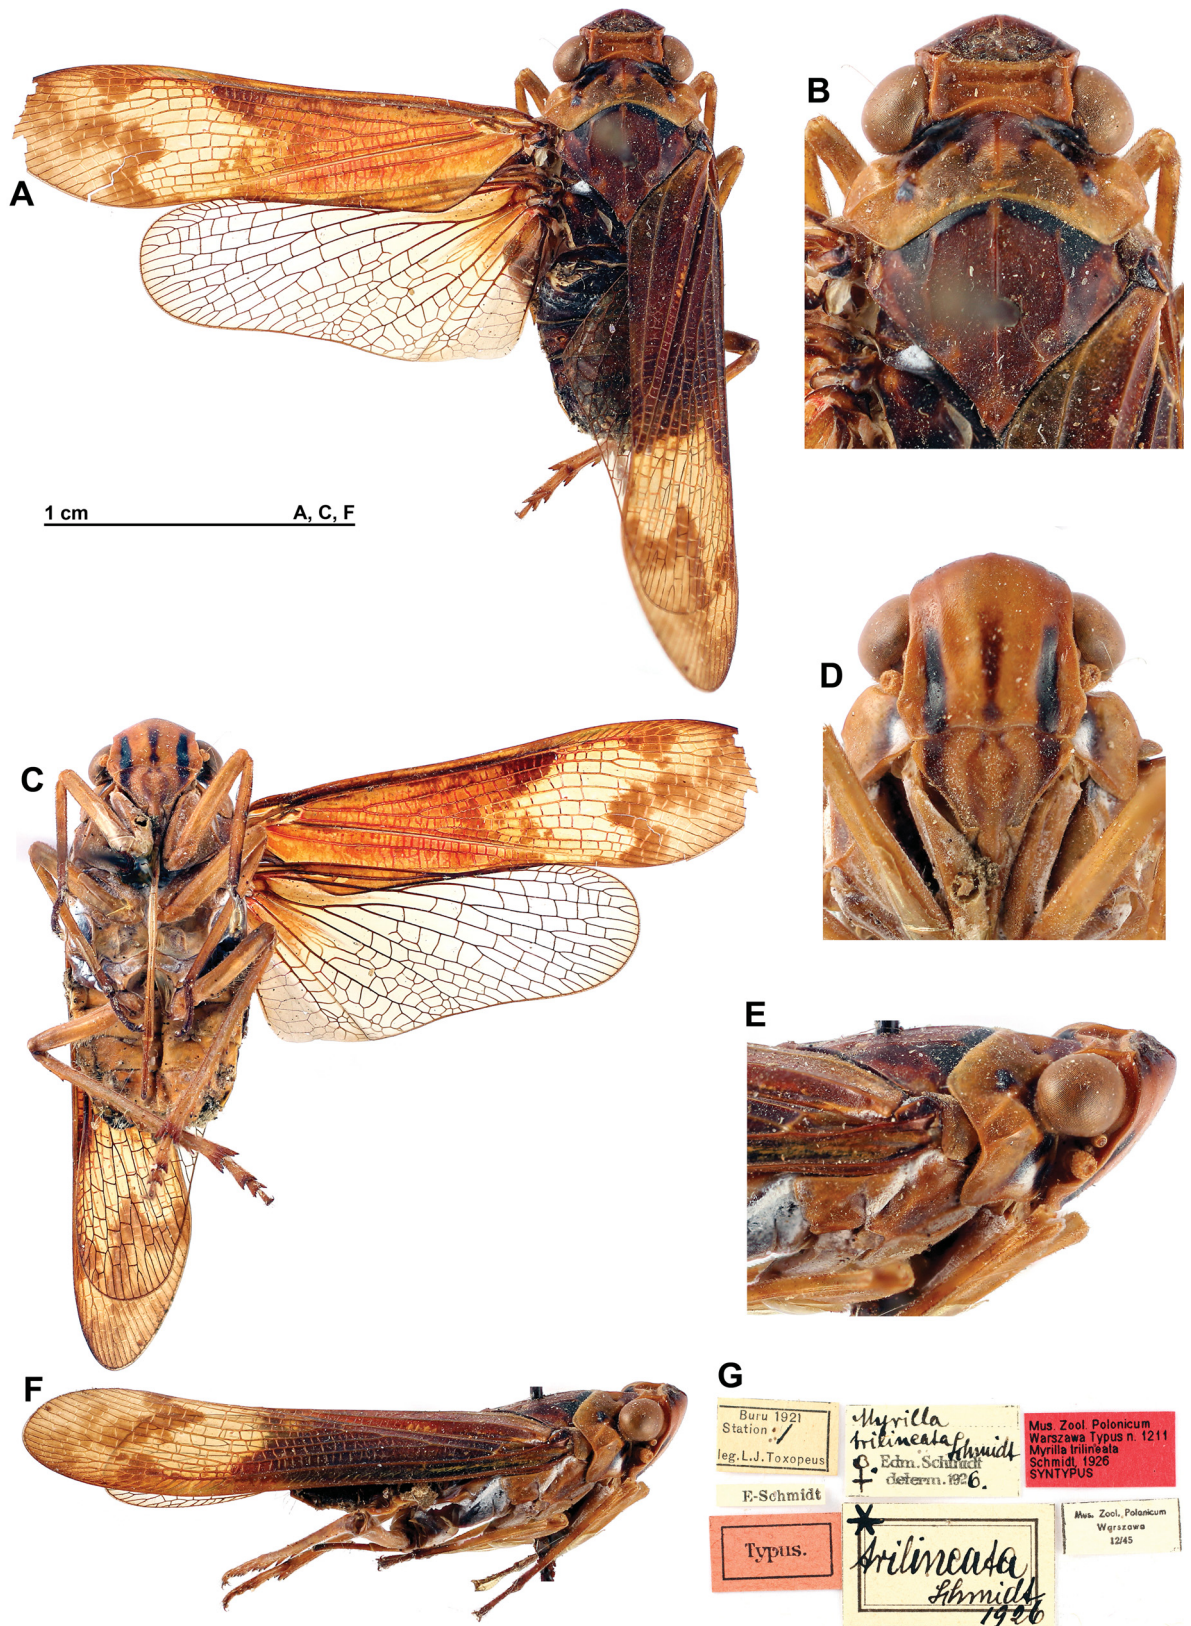 A
B
1 cm A, C, F
C
D
E
F
G
Buru 1921
Station 1
leg. L.J. Toxopeus
Myrilla
trilineata Schmidt
♀. Edm. Schmidt
determ. 1926.
Mus. Zool. Polonicum
Warszawa Typus n. 1211
Myrilla trilineata
Schmidt, 1926
SYNTYPUS
E-Schmidt
Typus.
trilineata
Schmidt
1926
Mus. Zool. Polonicum
Warszawa
12/45